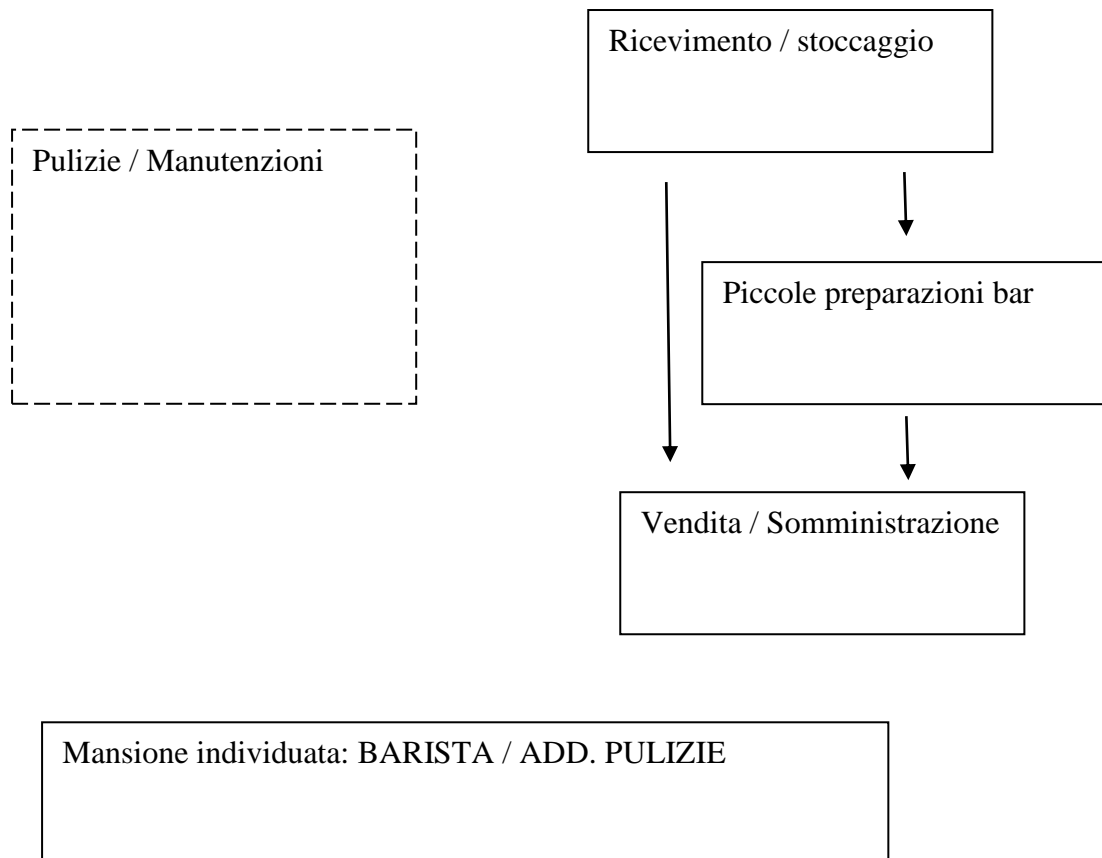 Ricevimento / stoccaggio
Pulizie / Manutenzioni
Piccole preparazioni bar
Vendita / Somministrazione
Mansione individuata: BARISTA / ADD. PULIZIE